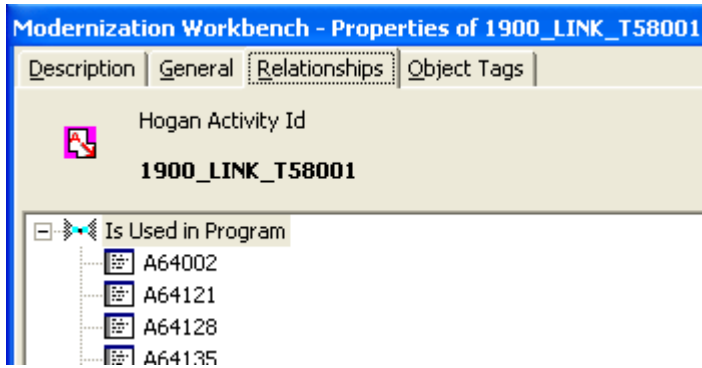 Modernization Workbench - Properties of 1900_LINK_T58001
Description General Relationships Object Tags
Hogan Activity Id
1900_LINK_T58001
Is Used in Program
A64002
A64121
A64128
A64135